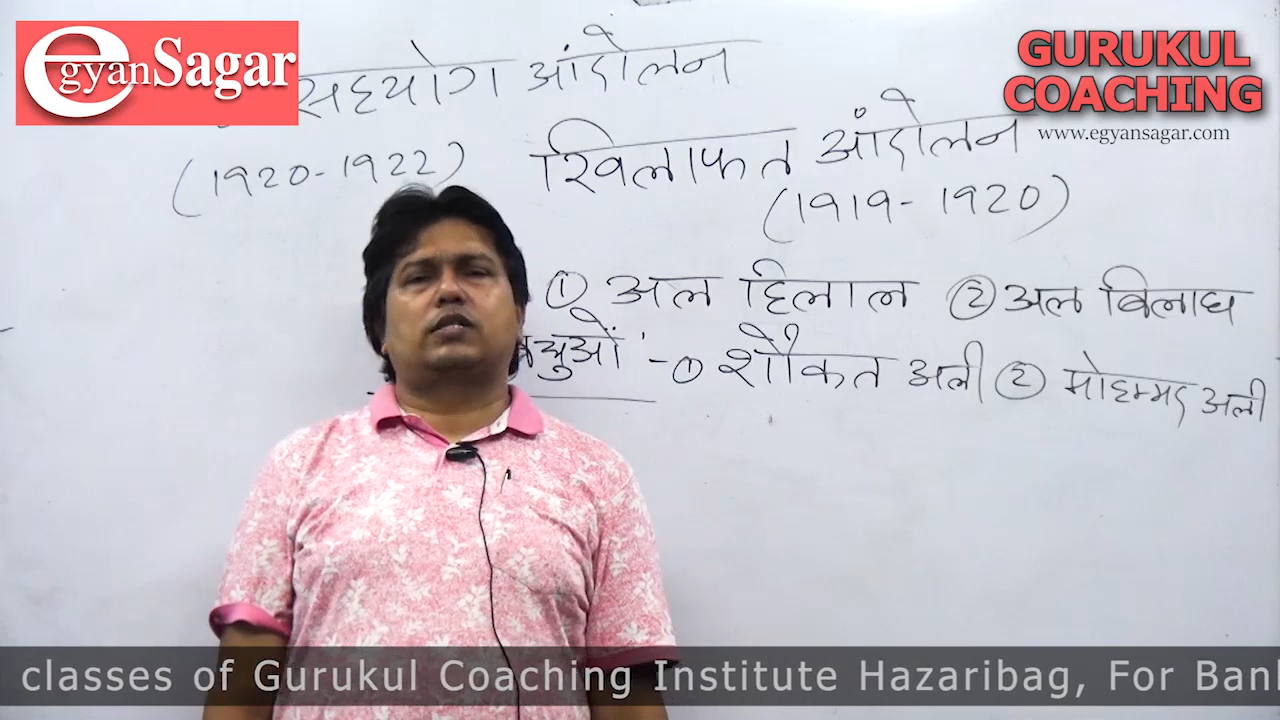 egyanSagar
GURUKUL
COACHING
www.egyansagar.com
सहयोग आंदोलन
(1920-1922)
खिलाफत आंदोलन
(1919-1920)
① अल हिलाल ② अल बिलाघ
① शौकत अली ② मोहम्मद अली
classes of Gurukul Coaching Institute Hazaribag, For Ban